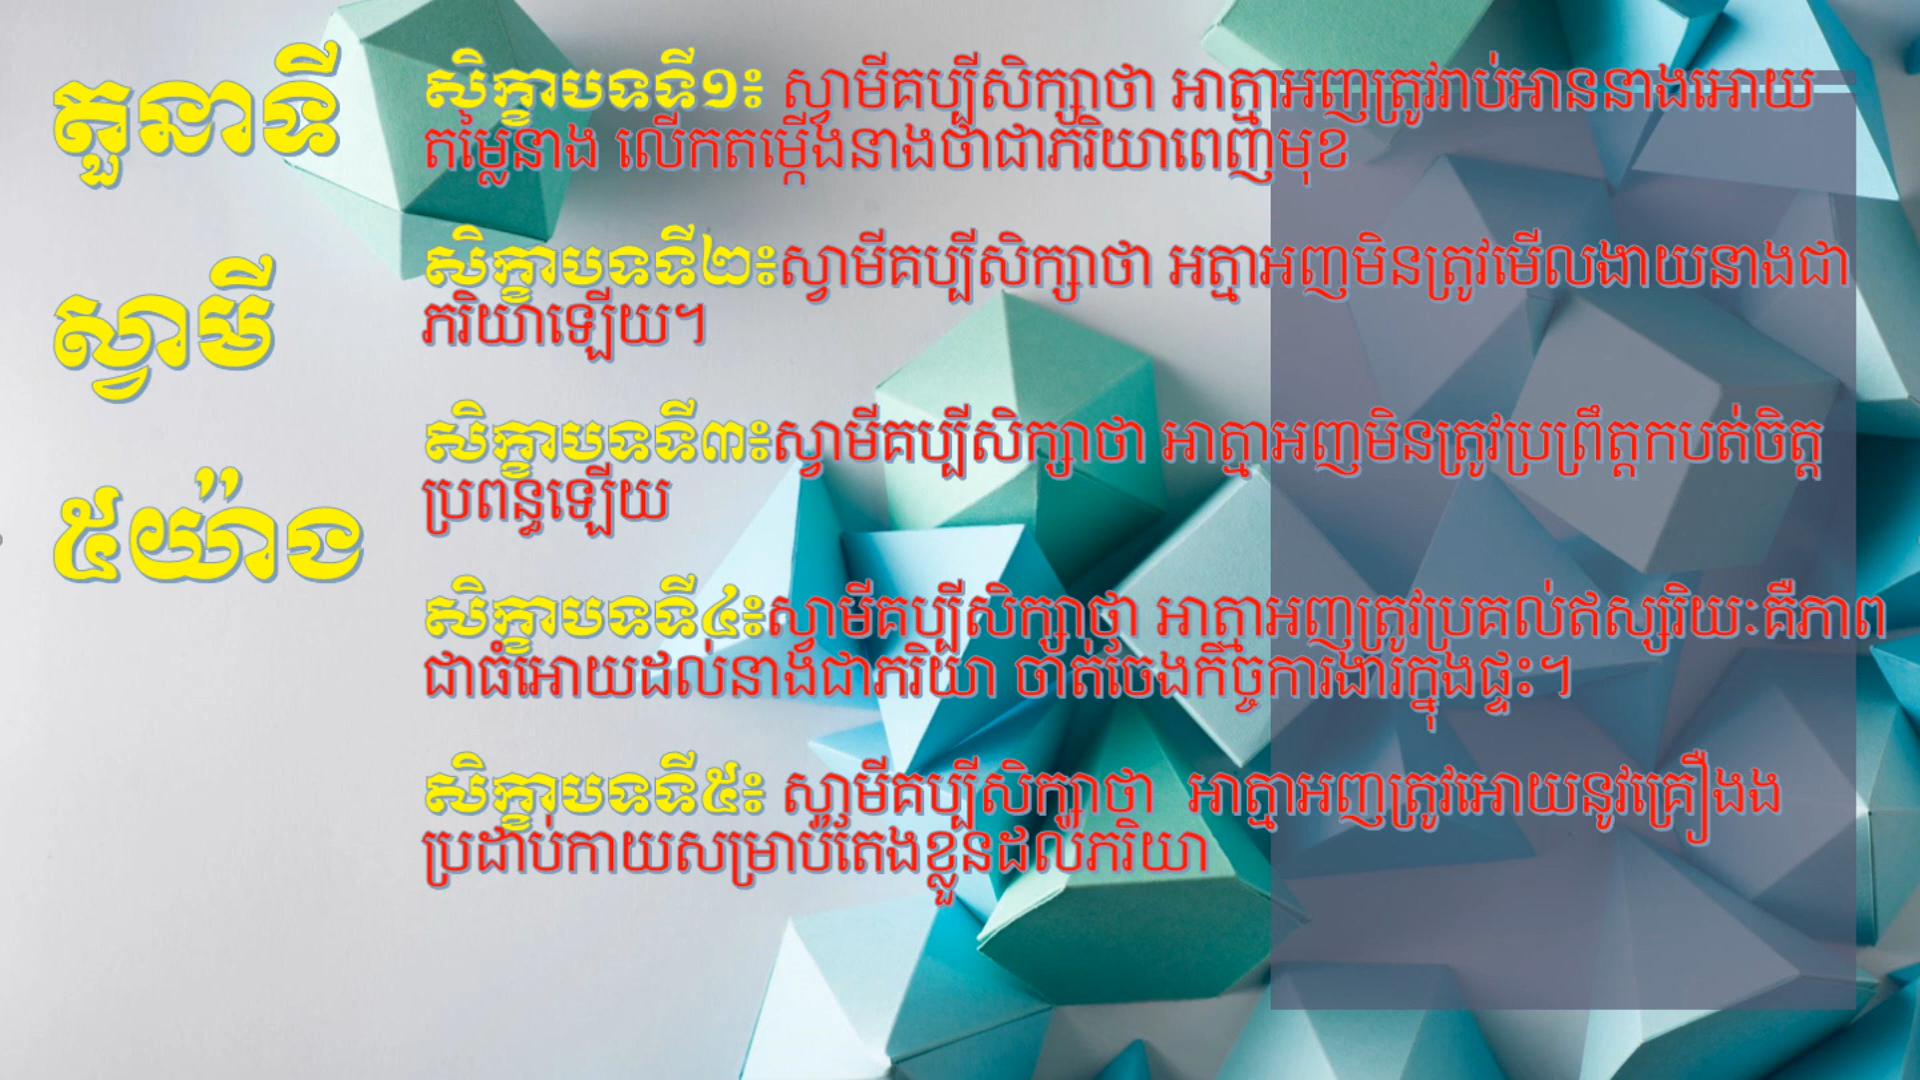 តួនាទី
ស្វាមី
៥យ៉ាង
សិក្ខាបទទី១៖ ស្វាមីគប្បីសិក្សាថា អាត្មាអញត្រូវរាប់អាននាងអោយ
តម្លៃនាង លើកតម្កើងនាងថាជាភរិយាពេញមុខ
សិក្ខាបទទី២៖ស្វាមីគប្បីសិក្សាថា អត្មាអញមិនត្រូវមើលងាយនាងជា
ភរិយាឡើយ។
សិក្ខាបទទី៣៖ស្វាមីគប្បីសិក្សាថា អាត្មាអញមិនត្រូវប្រព្រឹត្តកបត់ចិត្ត
ប្រពន្ធឡើយ
សិក្ខាបទទី៤៖ស្វាមីគប្បីសិក្សាថា អាត្មាអញត្រូវប្រគល់ឥស្សរិយៈគឺភាព
ជាធំអោយដល់នាងជាភរិយា ចាត់ចែងកិច្ចការងារក្នុងផ្ទះ។
សិក្ខាបទទី៥៖ ស្វាមីគប្បីសិក្សាថា  អាត្មាអញត្រូវអោយនូវគ្រឿងង
ប្រដាប់កាយសម្រាប់តែងខ្លួនដល់ភរិយា